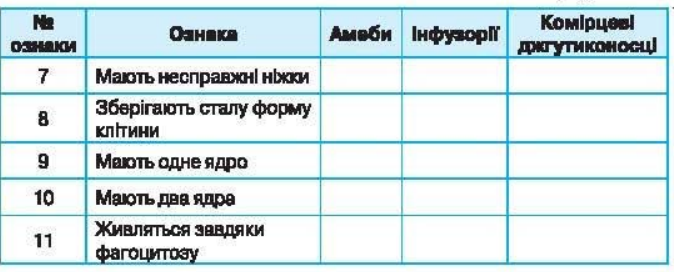 № ознаки Ознака Амеби Інфузорії Комірцеві джгутиконосці
7 Мають несправжні ніжки
8 Зберігають сталу форму клітини
9 Мають одне ядро
10 Мають два ядра
11 Живляться завдяки фагоцитозу